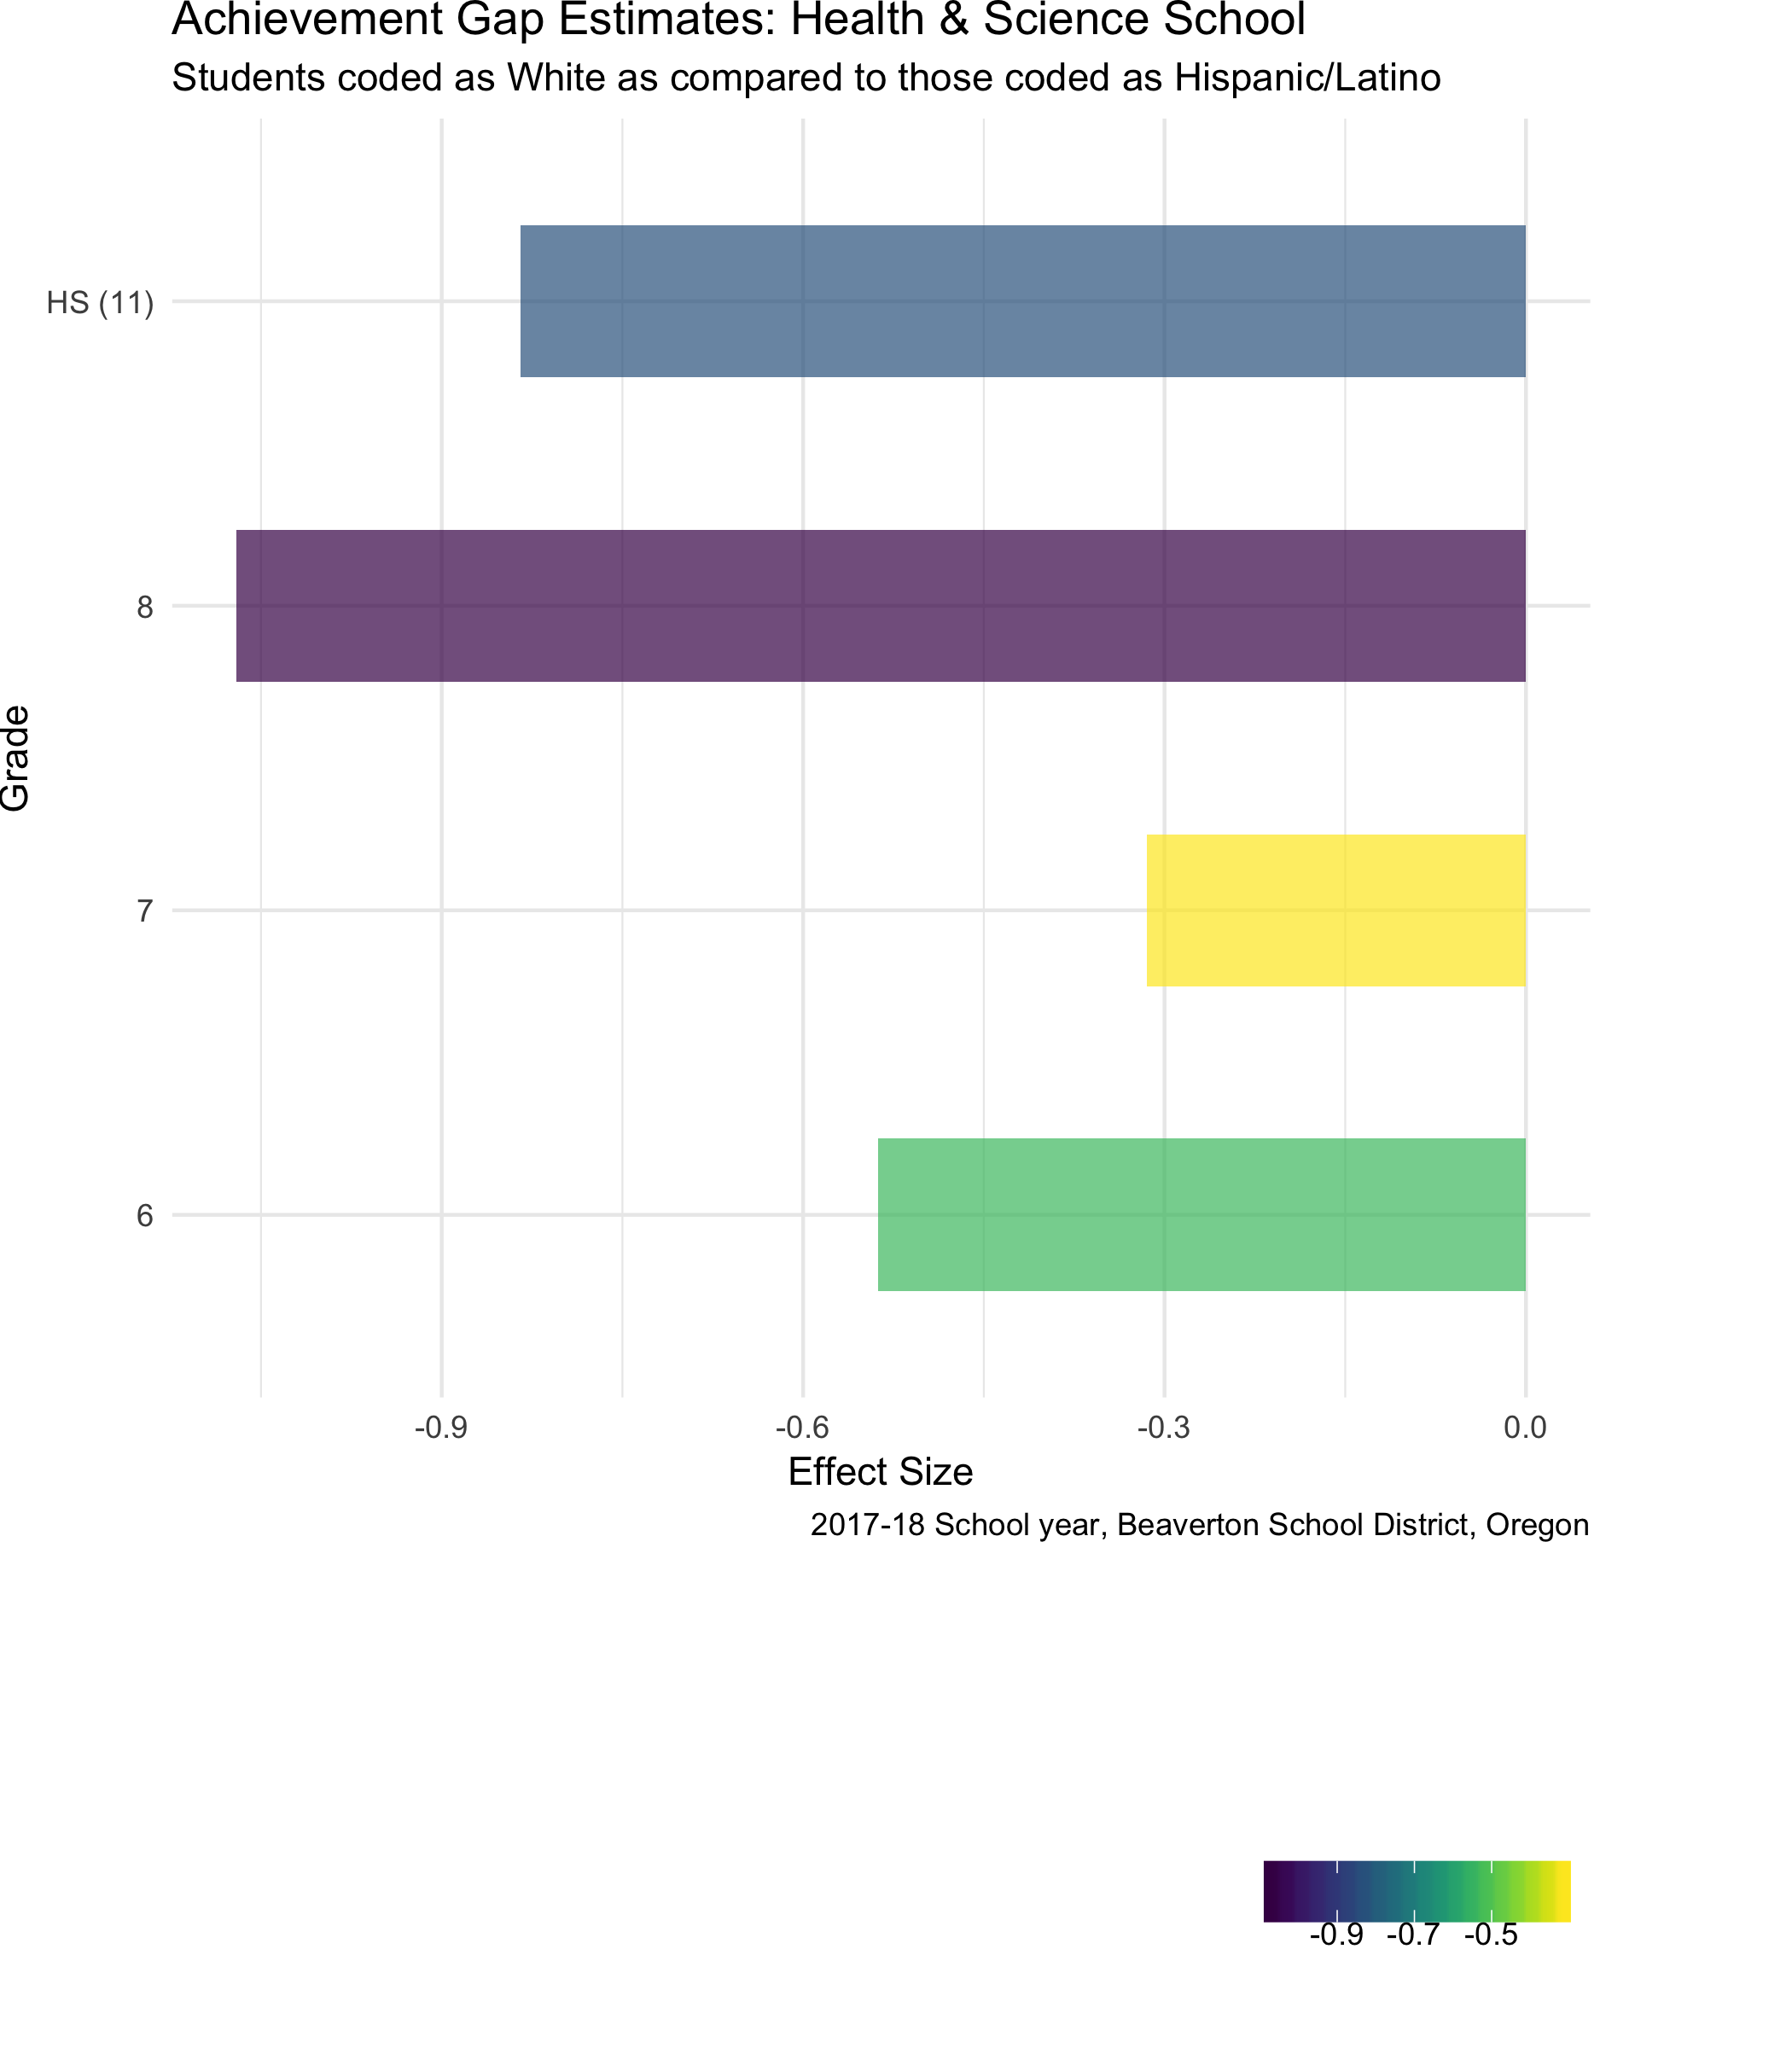 Achievement Gap Estimates: Health & Science School
Students coded as White as compared to those coded as Hispanic/Latino
HS (11)
8
7
6
Grade
-0.9
-0.6
-0.3
0.0
Effect Size
2017-18 School year, Beaverton School District, Oregon
-0.9
-0.7
-0.5